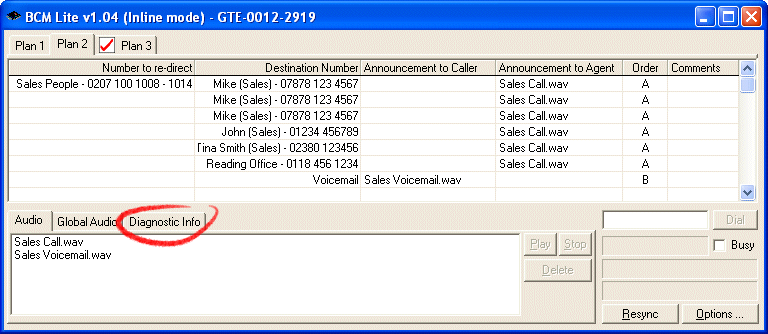 BCM Lite v1.04 (Inline mode) - GTE-0012-2919
Plan 1 Plan 2 Plan 3
Number to re-direct Destination Number Announcement to Caller Announcement to Agent Order Comments
Sales People - 0207 100 1008 - 1014 Mike (Sales) - 07878 123 4567 Sales Call.wav A
Mike (Sales) - 07878 123 4567 Sales Call.wav A
Mike (Sales) - 07878 123 4567 Sales Call.wav A
John (Sales) - 01234 456789 Sales Call.wav A
Tina Smith (Sales) - 02380 123456 Sales Call.wav A
Reading Office - 0118 456 1234 Sales Call.wav A
Voicemail Sales Voicemail.wav B
Audio Global Audio Diagnostic Info
Sales Call.wav
Sales Voicemail.wav
Play Stop
Delete
Dial
Busy
Resync Options ...